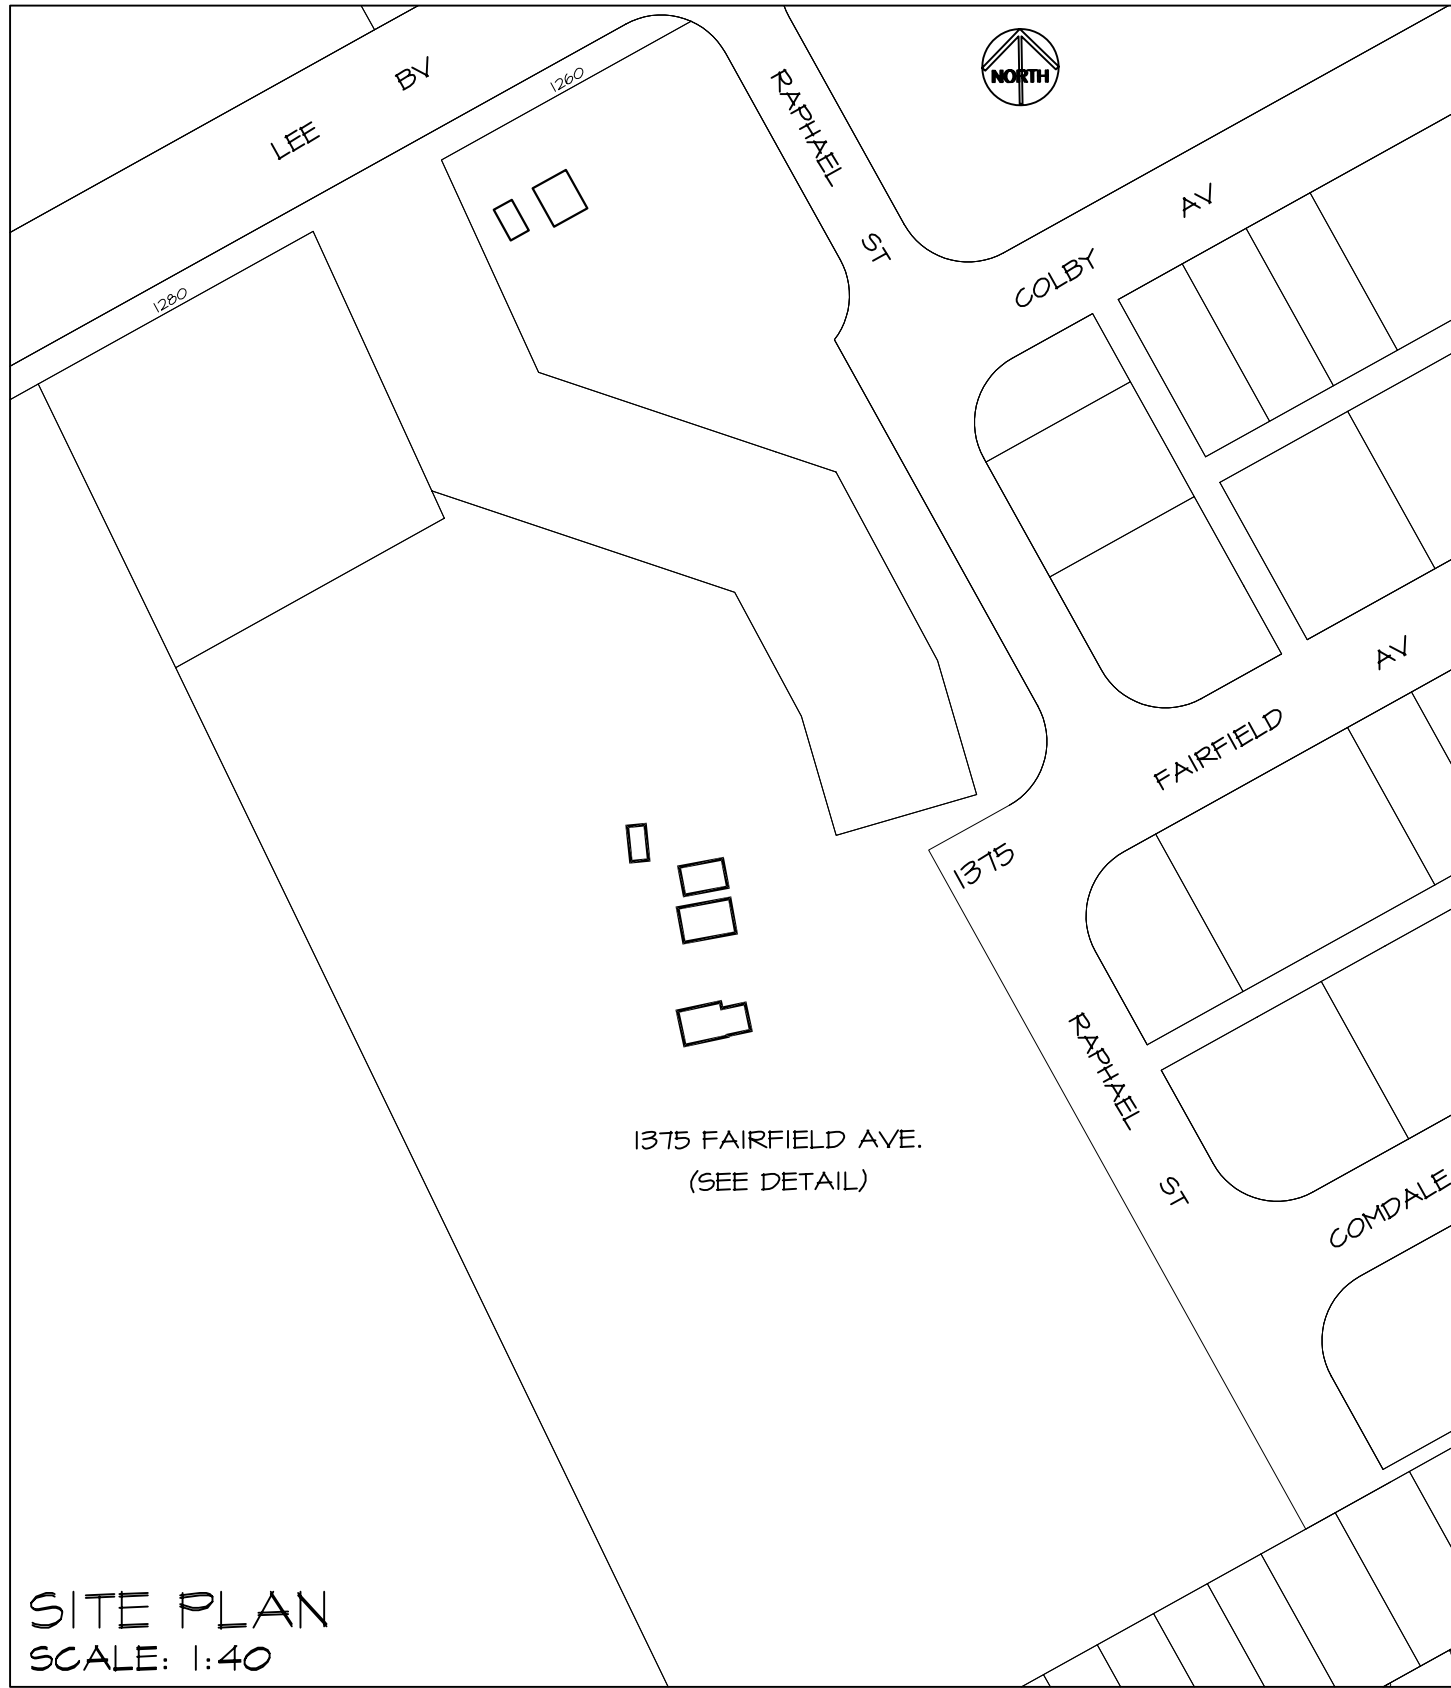 LEE BV
1260
1280
RAPHAEL ST
NORTH
COLBY AV
FAIRFIELD AV
1375
RAPHAEL ST
COMDALE
1375 FAIRFIELD AVE.
(SEE DETAIL)
SITE PLAN
SCALE: 1:40